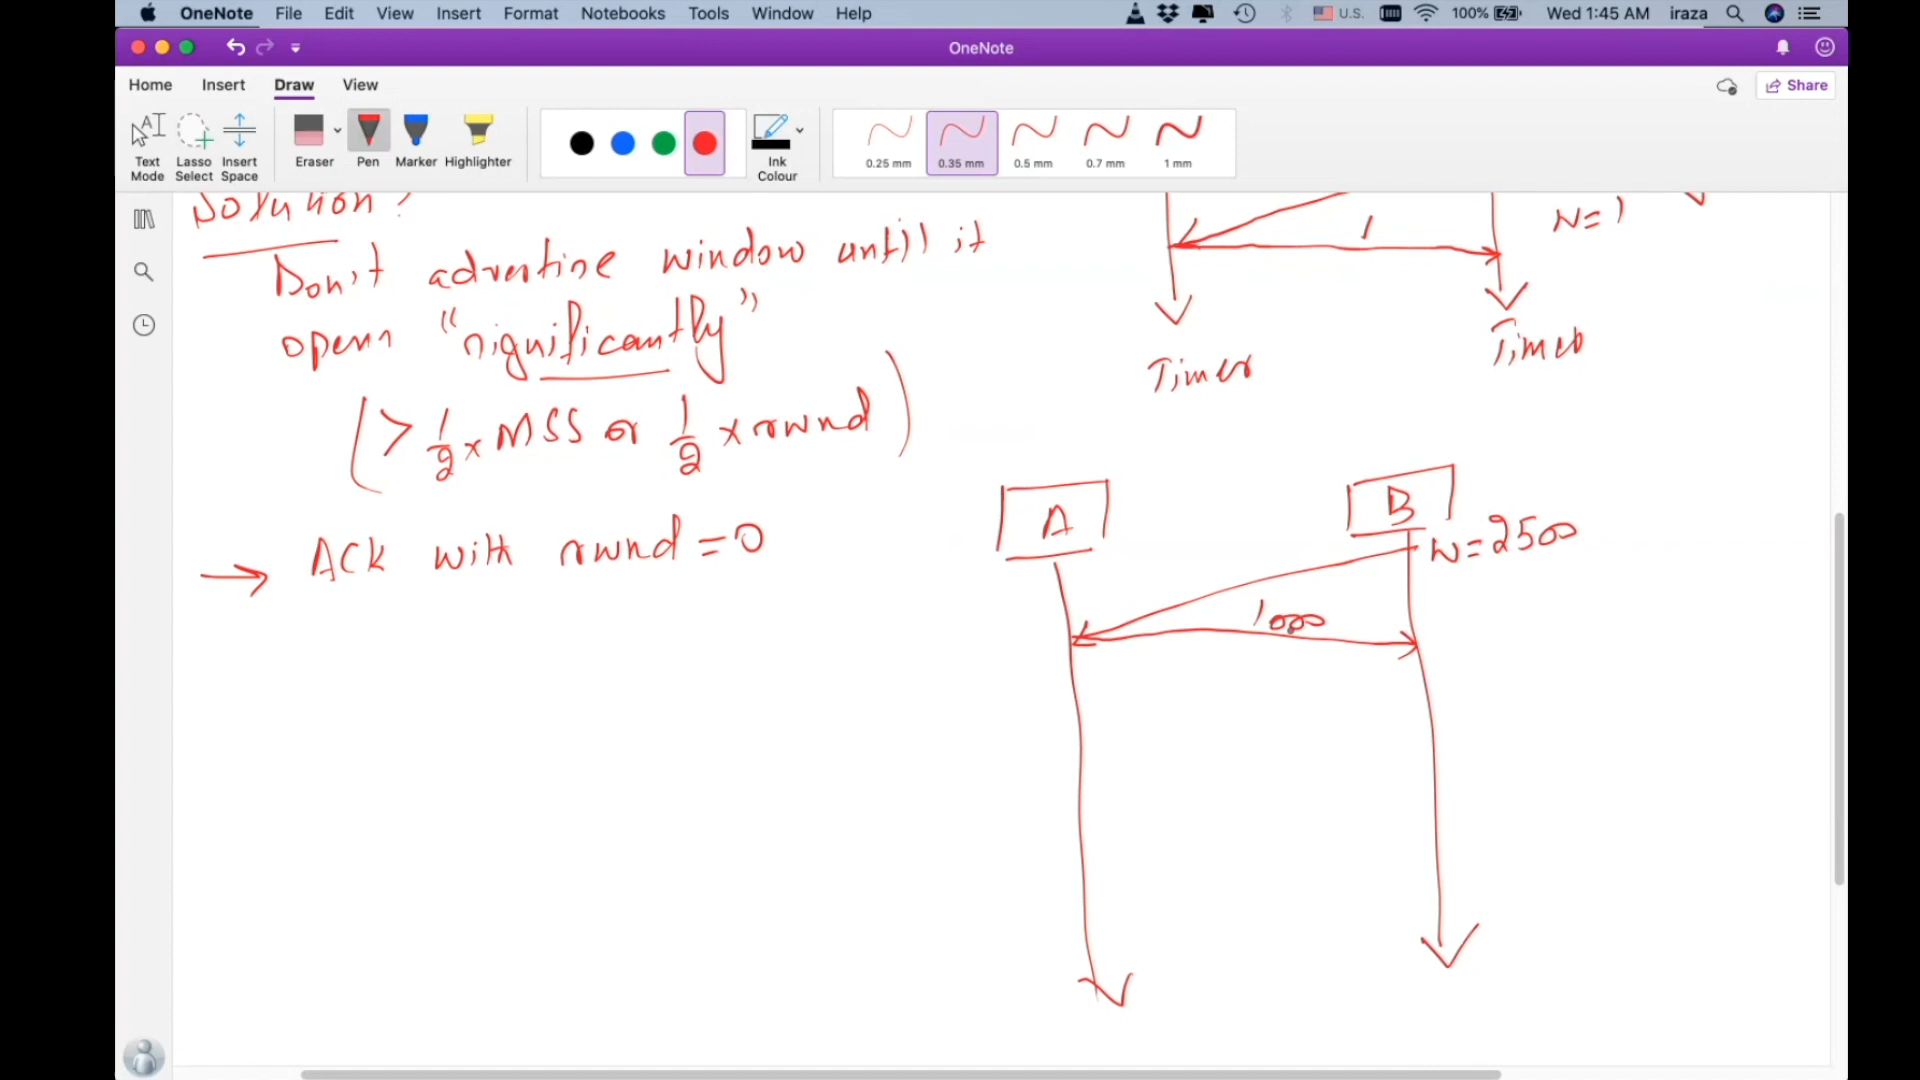 OneNote File Edit View Insert Format Notebooks Tools Window Help U.S. 100% Wed 1:45 AM iraza
OneNote
Home Insert Draw View Share
Text Mode Lasso Select Insert Space Eraser Pen Marker Highlighter Ink Colour 0.25 mm 0.35 mm 0.5 mm 0.7 mm 1 mm
Solution:
Don't advertise window until it
opens "significantly"
(> 1/2 x MSS or 1/2 x rwnd)
→ ACK with rwnd = 0
1
W=1
Timer
Timer
A
B
W=2500
1000